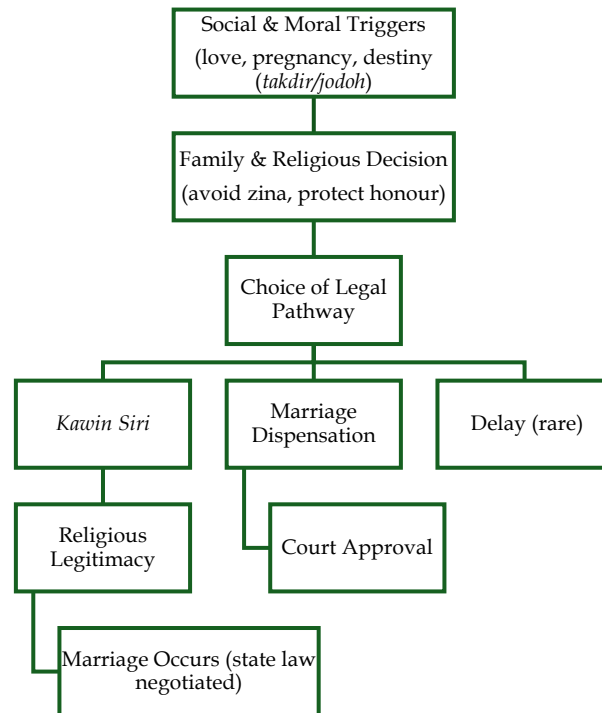 Social & Moral Triggers
(love, pregnancy, destiny
(takdir/jodoh)
Family & Religious Decision
(avoid zina, protect honour)
Choice of Legal
Pathway
Kawin Siri
Marriage
Dispensation
Delay (rare)
Religious
Legitimacy
Court Approval
Marriage Occurs (state law
negotiated)